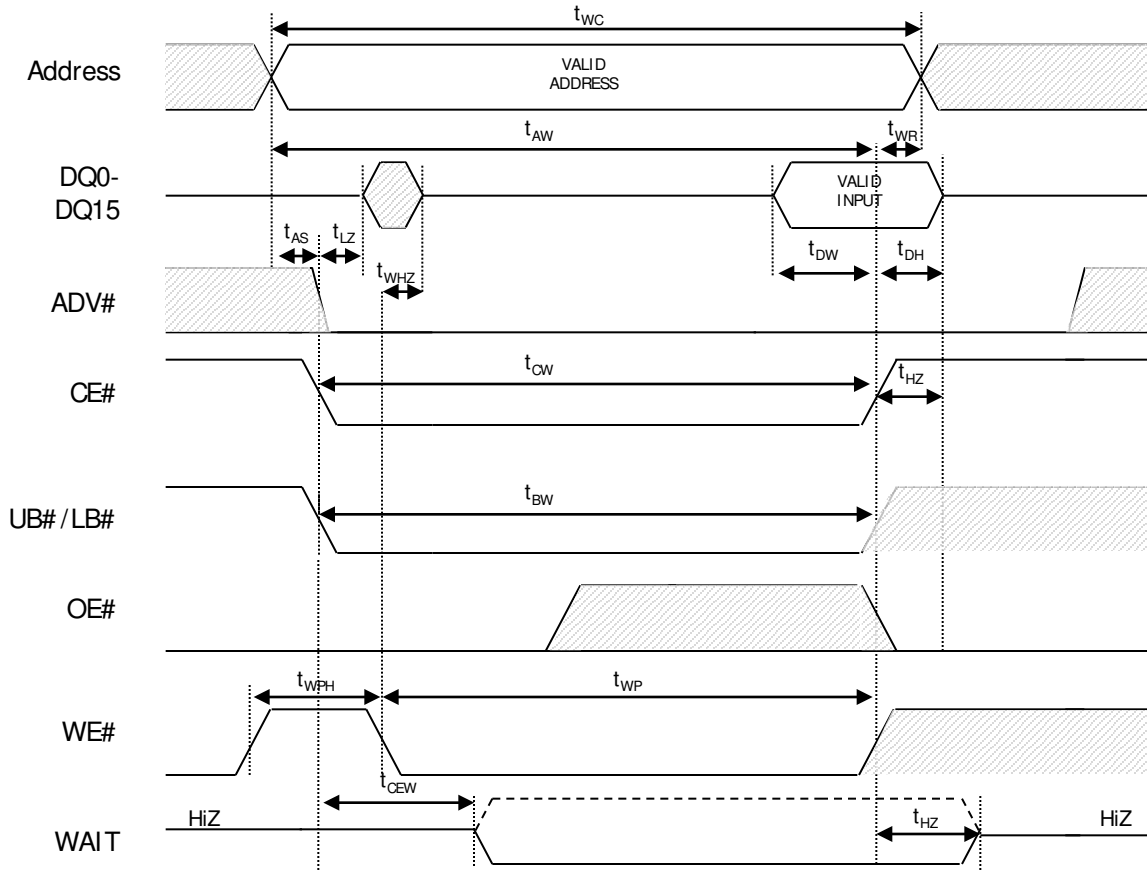 tWC
Address
VALID
ADDRESS
tAW
tWR
DQ0-
DQ15
VALID
INPUT
tAS
tLZ
tWHZ
tDW
tDH
ADV#
tCW
CE#
tHZ
tBW
UB# / LB#
OE#
tWPH
tWP
WE#
tCEW
HiZ
tHZ
HiZ
WAIT